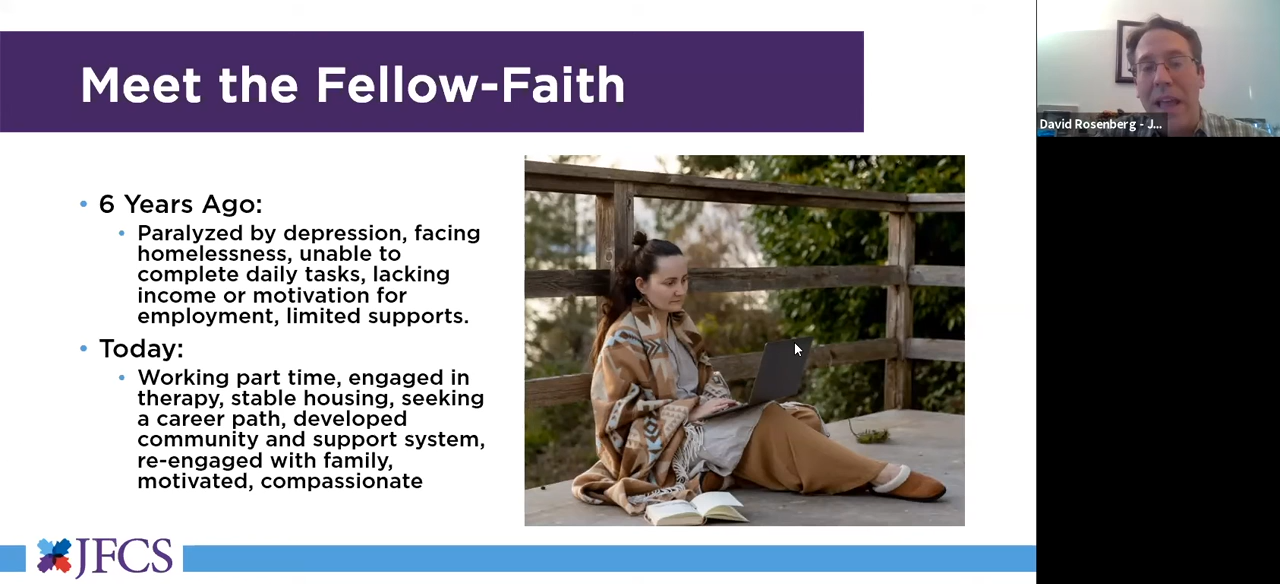 Meet the Fellow-Faith
• 6 Years Ago:
• Paralyzed by depression, facing
homelessness, unable to
complete daily tasks, lacking
income or motivation for
employment, limited supports.
• Today:
• Working part time, engaged in
therapy, stable housing, seeking
a career path, developed
community and support system,
re-engaged with family,
motivated, compassionate
JFCS
David Rosenberg - J...